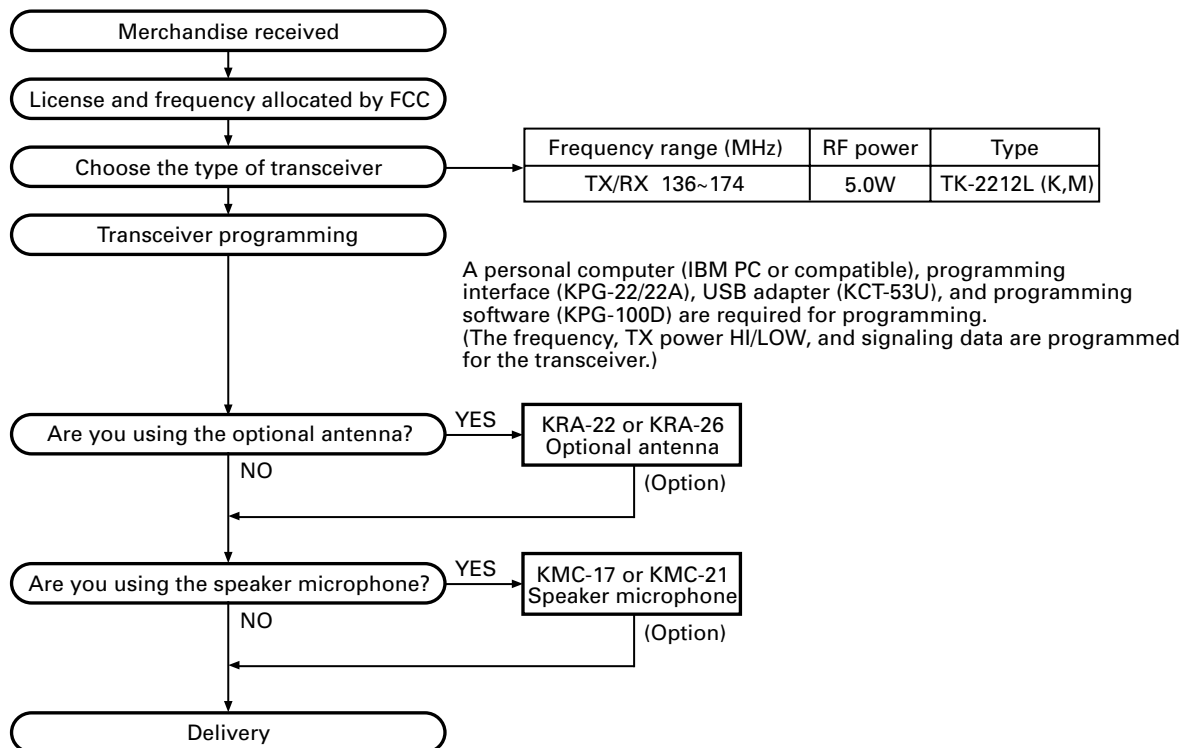 Merchandise received
License and frequency allocated by FCC
Choose the type of transceiver
Frequency range (MHz) RF power Type
TX/RX 136~174 5.0W TK-2212L (K,M)
Transceiver programming
A personal computer (IBM PC or compatible), programming
interface (KPG-22/22A), USB adapter (KCT-53U), and programming
software (KPG-100D) are required for programming.
(The frequency, TX power HI/LOW, and signaling data are programmed
for the transceiver.)
Are you using the optional antenna?
YES
KRA-22 or KRA-26
Optional antenna
NO
(Option)
Are you using the speaker microphone?
YES
KMC-17 or KMC-21
Speaker microphone
NO
(Option)
Delivery